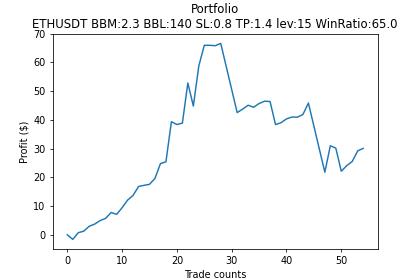 Portfolio
ETHUSDT BBM:2.3 BBL:140 SL:0.8 TP:1.4 lev:15 WinRatio:65.0
70
60
50
40
30
20
10
0
Profit ($)
0 10 20 30 40 50
Trade counts